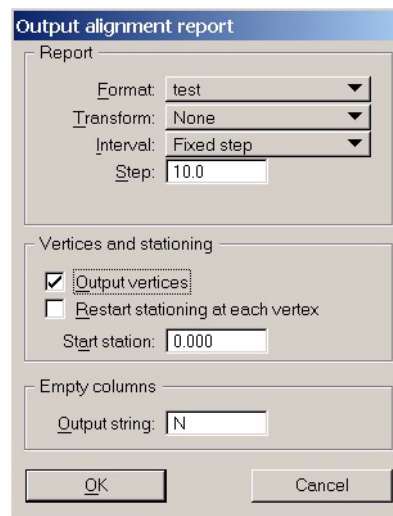 Output alignment report
Report
Format: test
Transform: None
Interval: Fixed step
Step: 10.0
Vertices and stationing
Output vertices
Restart stationing at each vertex
Start station: 0.000
Empty columns
Output string: N
OK Cancel